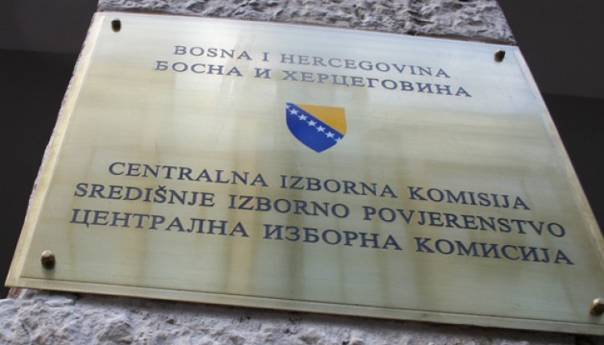 BOSNA I HERCEGOVINA
БОСНА И ХЕРЦЕГОВИНА
CENTRALNA IZBORNA KOMISIJA
SREDIŠNJE IZBORNO POVJERENSTVO
ЦЕНТРАЛНА ИЗБОРНА КОМИСИЈА